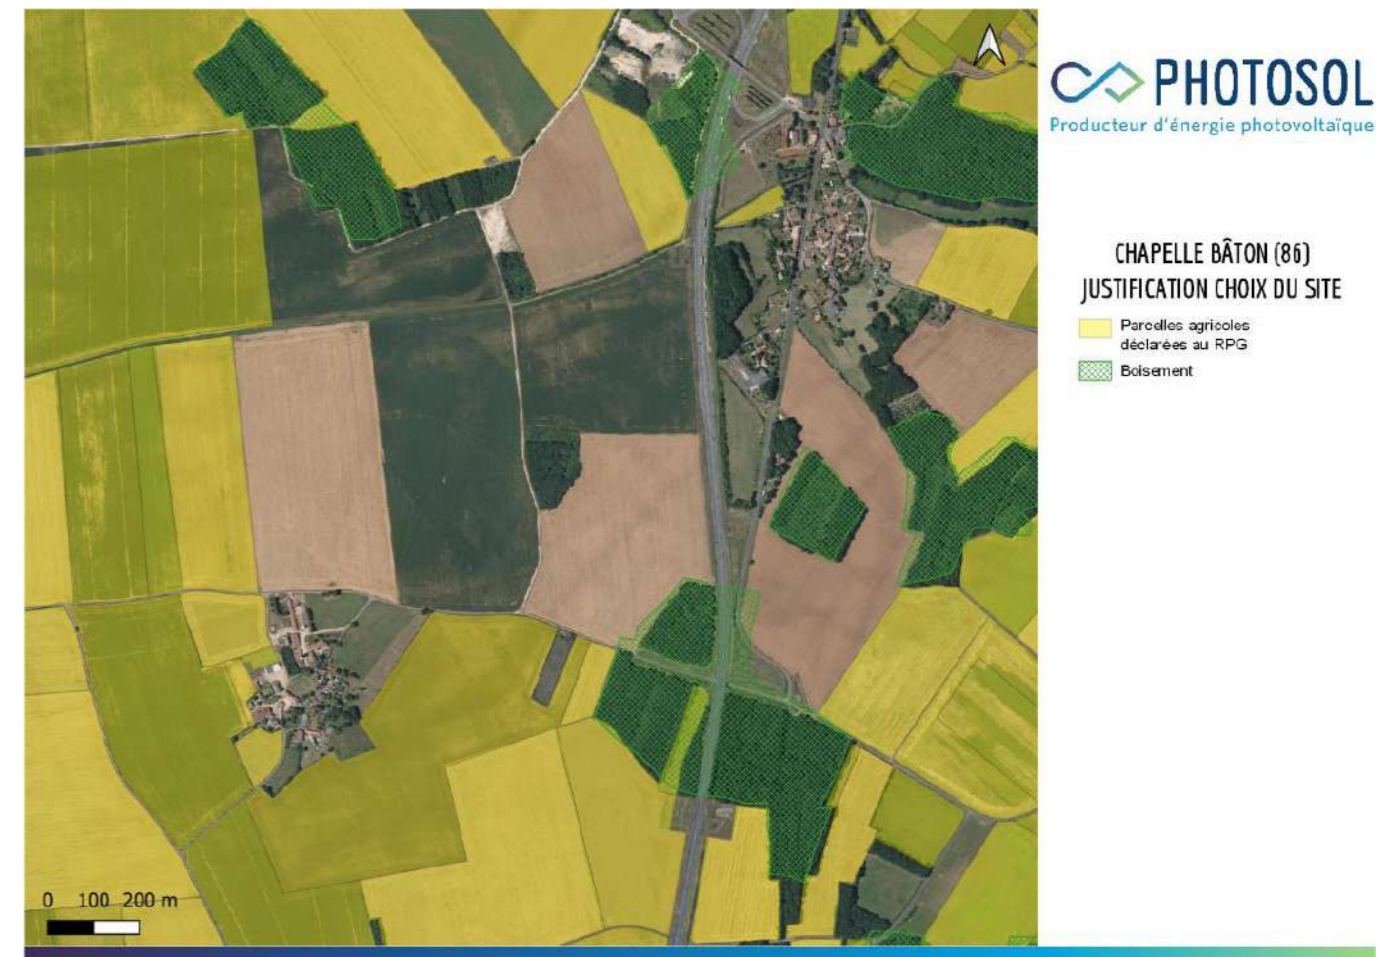 PHOTOSOL
Producteur d'énergie photovoltaïque
CHAPELLE BÂTON (86)
JUSTIFICATION CHOIX DU SITE
Parcelles agricoles
déclarées au RPG
Boisement
0 100 200 m